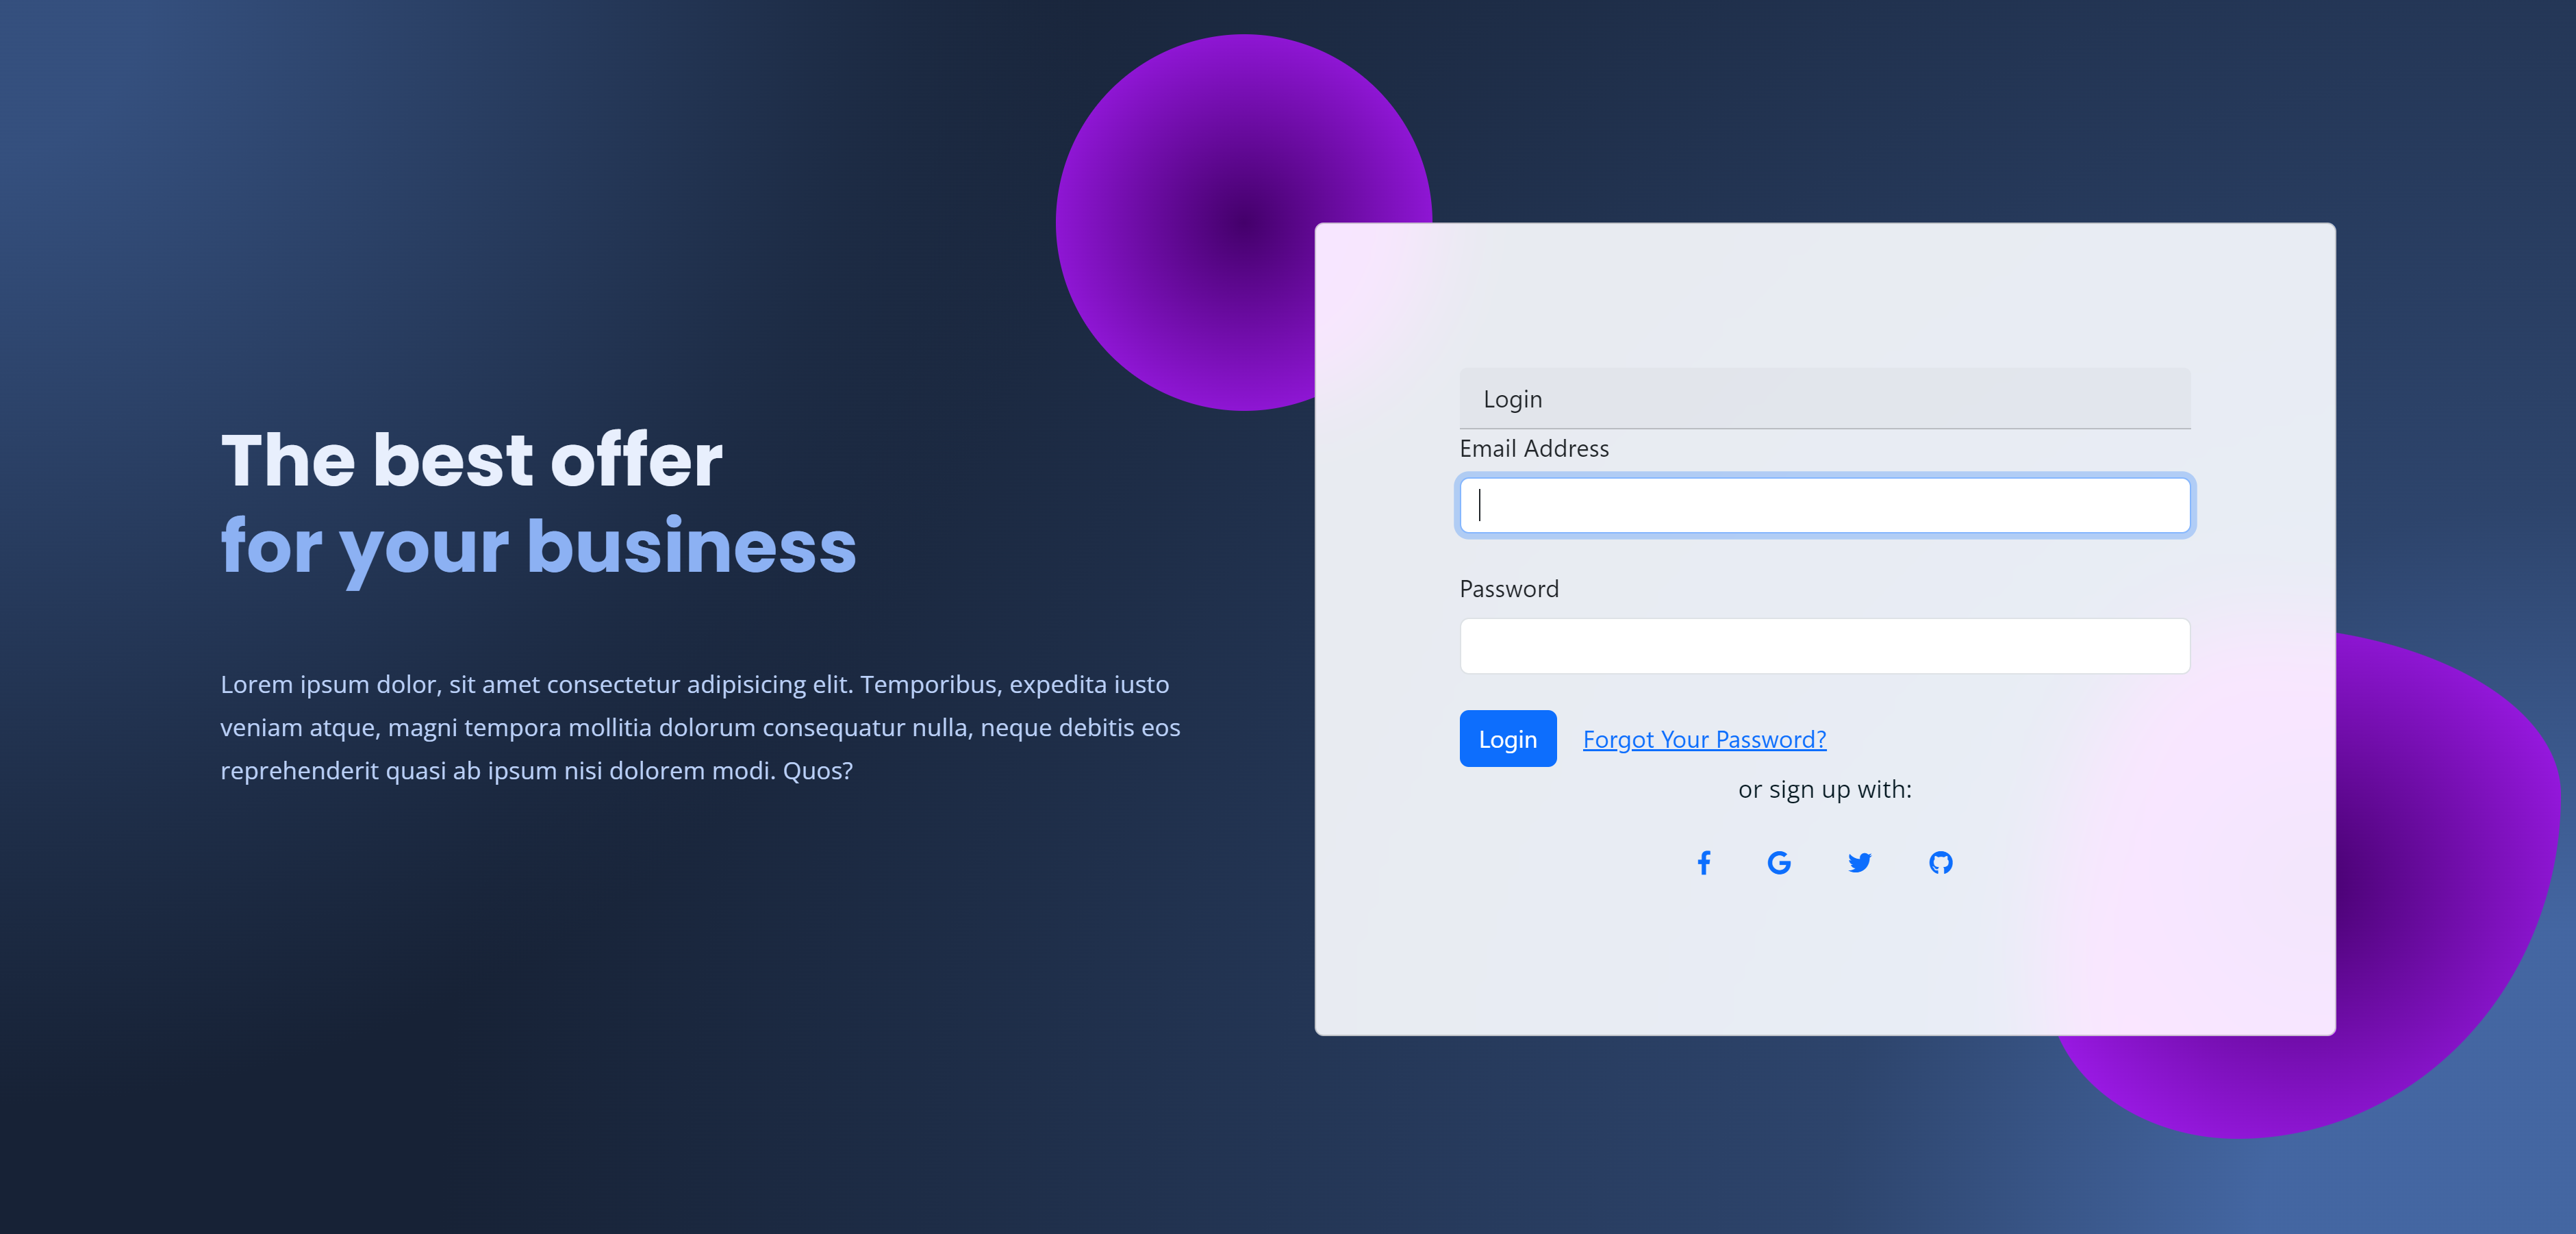 The best offer
for your business
Lorem ipsum dolor, sit amet consectetur adipisicing elit. Temporibus, expedita iusto
veniam atque, magni tempora mollitia dolorum consequatur nulla, neque debitis eos
reprehenderit quasi ab ipsum nisi dolorem modi. Quos?
Login
Email Address
Password
Login
Forgot Your Password?
or sign up with: